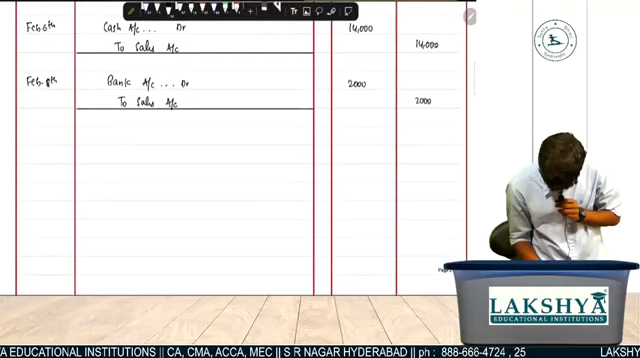 Feb 6th Cash A/c ... Dr 14,000
To Sales A/c 14,000
Feb 8th Bank A/c ... Dr 2000
To Sales A/c 2000
LAKSHYA
EDUCATIONAL INSTITUTIONS
A EDUCATIONAL INSTITUTIONS || CA, CMA, ACCA, MEC || S R NAGAR HYDERABAD || ph : 888-666-4724 , 25 LAKSHY